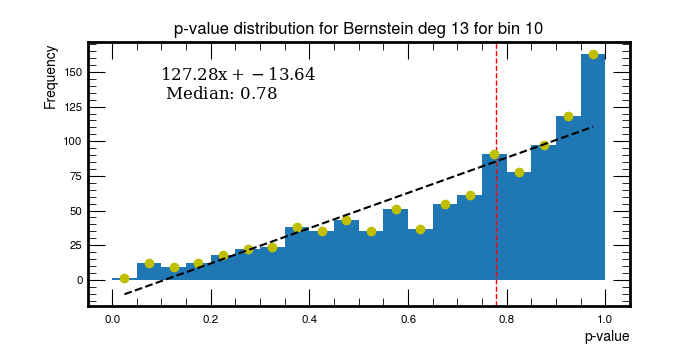 p-value distribution for Bernstein deg 13 for bin 10
Frequency
127.28x + −13.64
Median: 0.78
150
125
100
75
50
25
0
0.0 0.2 0.4 0.6 0.8 1.0
p-value